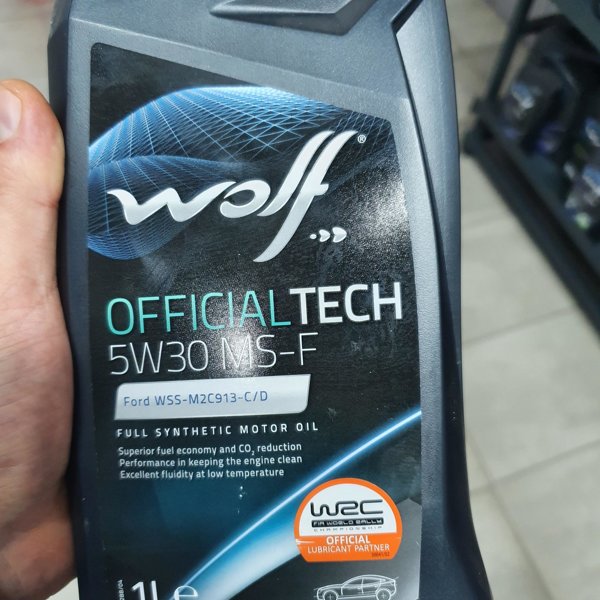 wolf
OFFICIALTECH
5W30 MS-F
Ford WSS-M2C913-C/D
FULL SYNTHETIC MOTOR OIL
Superior fuel economy and CO₂ reduction
Performance in keeping the engine clean
Excellent fluidity at low temperature
WRC
FIA WORLD RALLY
CHAMPIONSHIP
OFFICIAL
LUBRICANT PARTNER
1L e